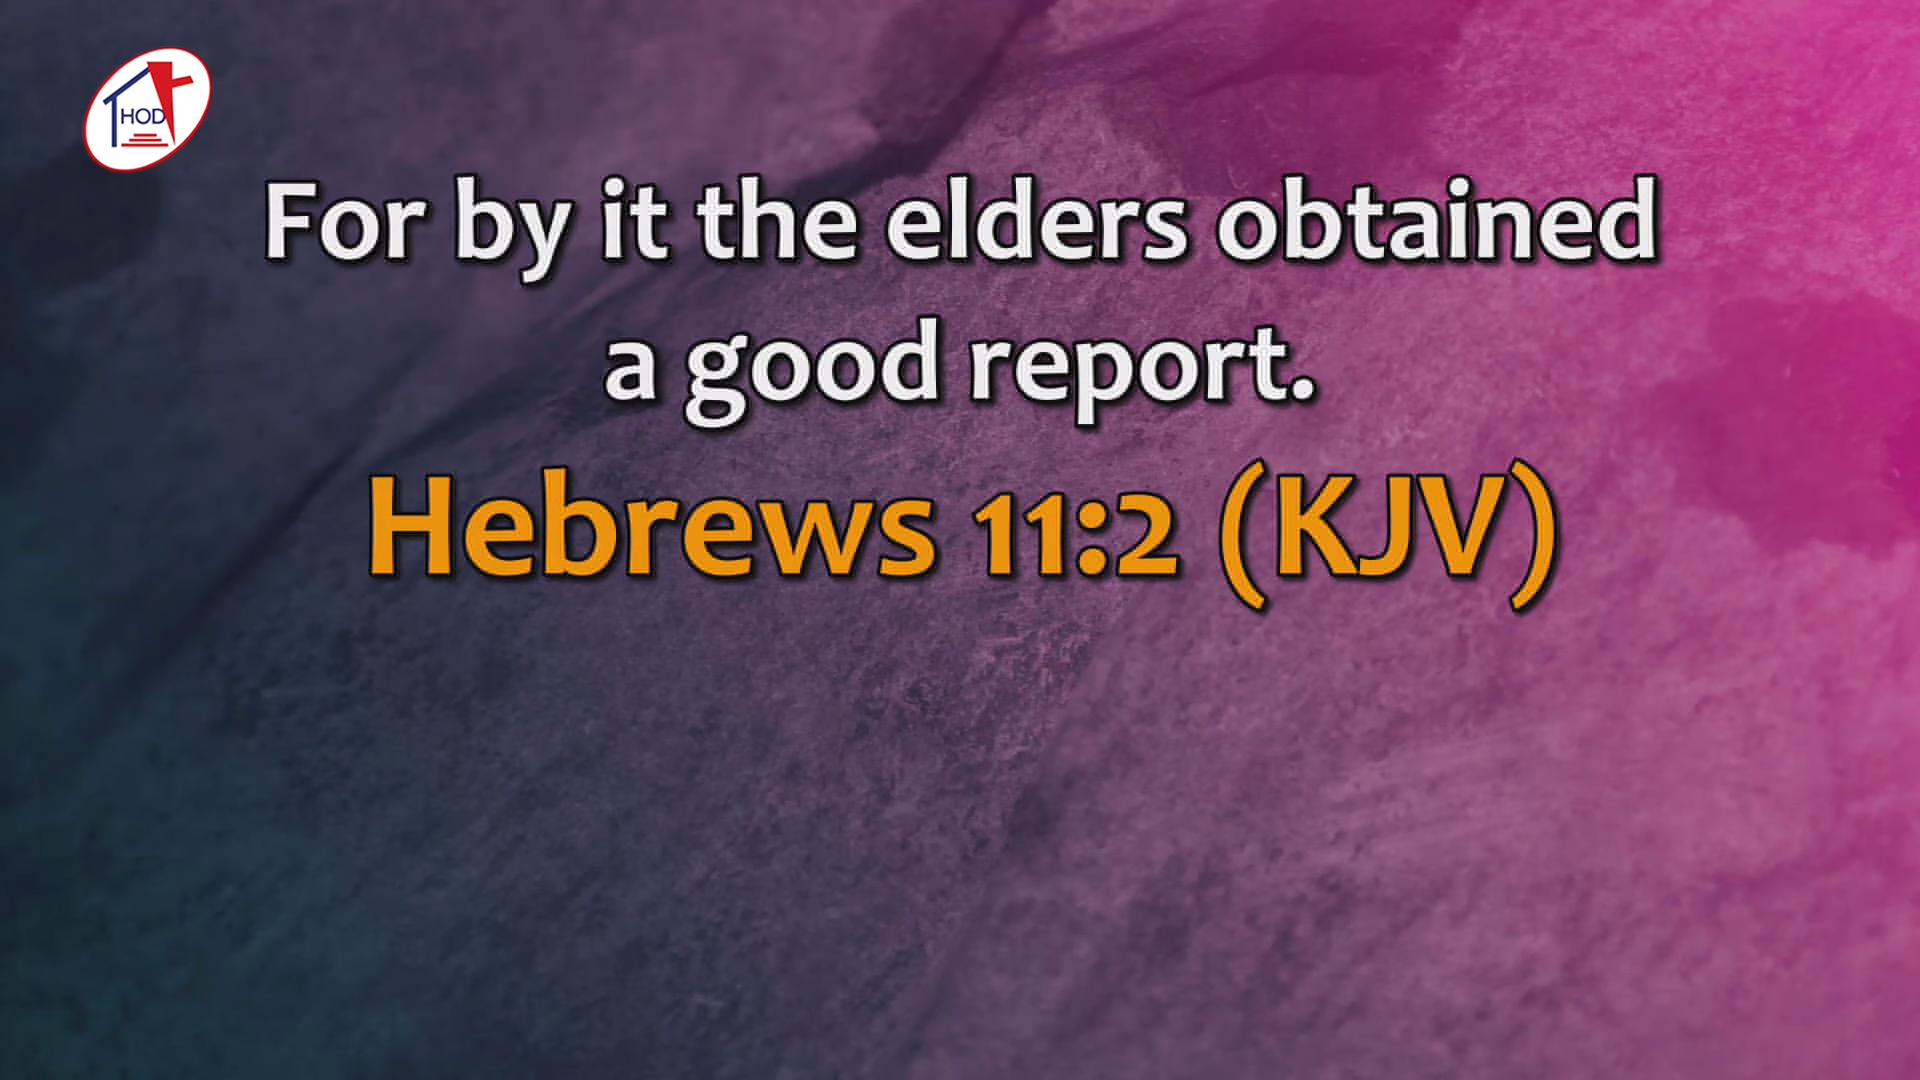 HOD
For by it the elders obtained
a good report.
Hebrews 11:2 (KJV)